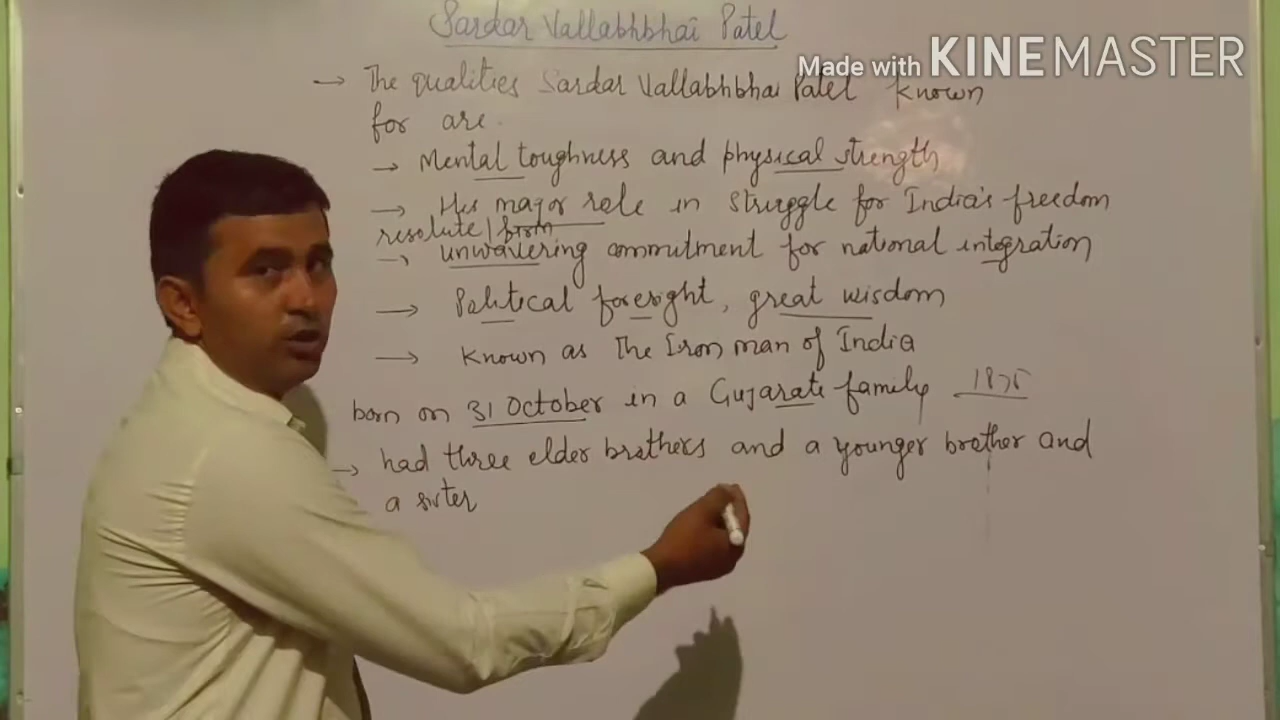 Sardar Vallabhbhai Patel
Made with KINEMASTER
→ The qualities Sardar Vallabhbhai Patel known
for are.
→ Mental toughness and physical strength
→ His major role in struggle for India's freedom
resolute / firm
→ unwavering commitment for national integration
→ Political foresight, great wisdom
→ Known as The Iron man of India
born on 31 October in a Gujarati family 1875
→ had three elder brothers and a younger brother and
a sister